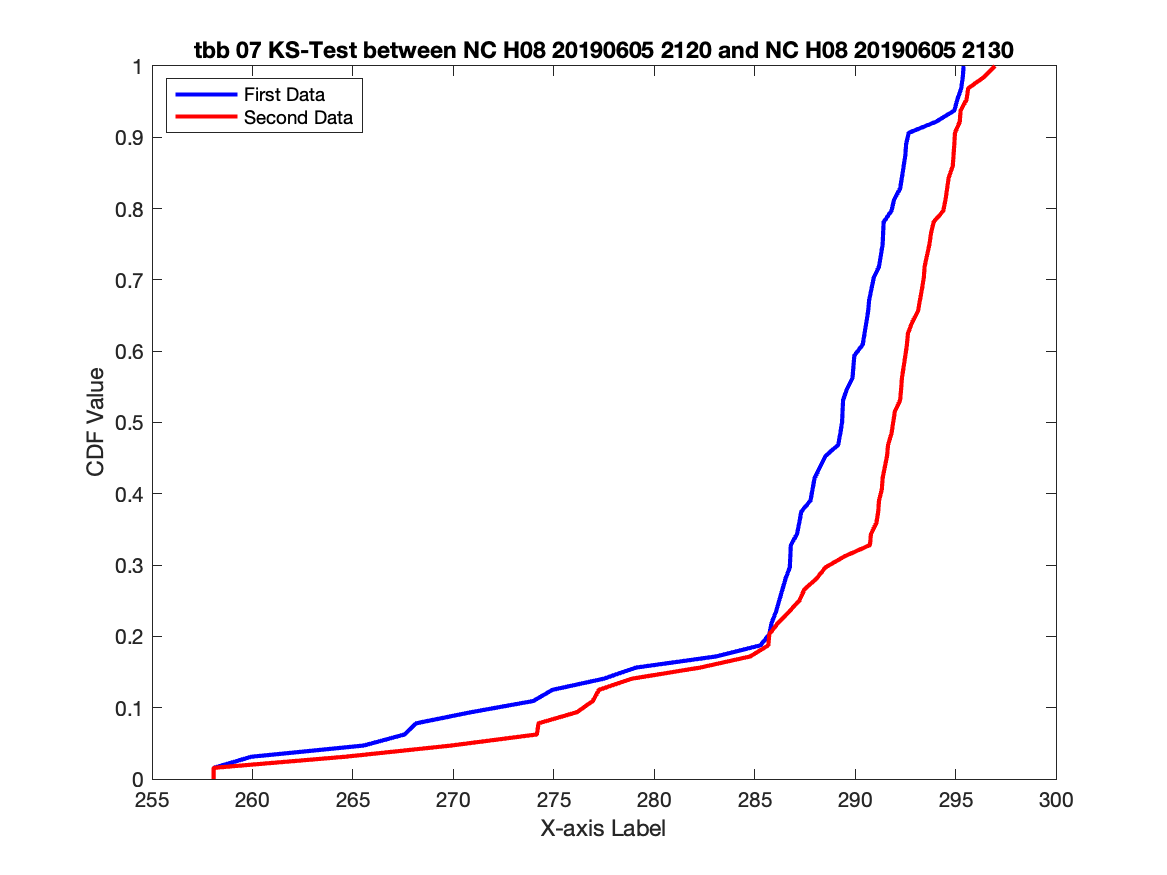 tbb 07 KS-Test between NC H08 20190605 2120 and NC H08 20190605 2130
First Data
Second Data
1
0.9
0.8
0.7
0.6
0.5
0.4
0.3
0.2
0.1
0
CDF Value
255 260 265 270 275 280 285 290 295 300
X-axis Label